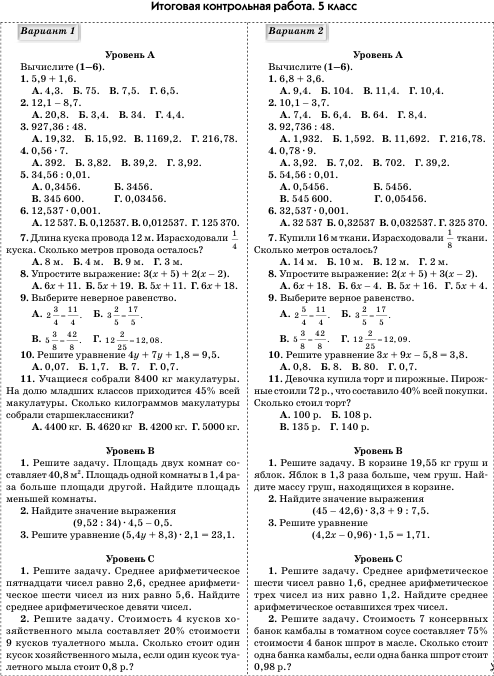 Итоговая контрольная работа. 5 класс
Вариант 1
Уровень А
Вычислите (1–6).
1. 5,9 + 1,6.
А. 4,3. Б. 75. В. 7,5. Г. 6,5.
2. 12,1 – 8,7.
А. 20,8. Б. 3,4. В. 34. Г. 4,4.
3. 927,36 : 48.
А. 19,32. Б. 15,92. В. 1169,2. Г. 216,78.
4. 0,56 · 7.
А. 392. Б. 3,82. В. 39,2. Г. 3,92.
5. 34,56 : 0,01.
А. 0,3456. Б. 3456.
В. 345 600. Г. 0,03456.
6. 12,537 · 0,001.
А. 12 537. Б. 0,12537. В. 0,012537. Г. 125 370.
7. Длина куска провода 12 м. Израсходовали 1/4
куска. Сколько метров провода осталось?
А. 8 м. Б. 4 м. В. 9 м. Г. 3 м.
8. Упростите выражение: 3(x + 5) + 2(x – 2).
А. 6x + 11. Б. 5x + 19. В. 5x + 11. Г. 6x + 18.
9. Выберите неверное равенство.
А. 2 3/4 = 11/4. Б. 3 2/5 = 17/5.
В. 5 3/8 = 42/8. Г. 12 2/25 = 12,08.
10. Решите уравнение 4y + 7y + 1,8 = 9,5.
А. 0,07. Б. 1,7. В. 7. Г. 0,7.
11. Учащиеся собрали 8400 кг макулатуры.
На долю младших классов приходится 45% всей
макулатуры. Сколько килограммов макулатуры
собрали старшеклассники?
А. 4400 кг. Б. 4620 кг В. 4200 кг. Г. 5000 кг.
Уровень В
1. Решите задачу. Площадь двух комнат со-
ставляет 40,8 м². Площадь одной комнаты в 1,4 ра-
за больше площади другой. Найдите площадь
меньшей комнаты.
2. Найдите значение выражения
(9,52 : 34) · 4,5 – 0,5.
3. Решите уравнение (5,4y + 8,3) · 2,1 = 23,1.
Уровень С
1. Решите задачу. Среднее арифметическое
пятнадцати чисел равно 2,6, среднее арифмети-
ческое шести чисел из них равно 5,6. Найдите
среднее арифметическое девяти чисел.
2. Решите задачу. Стоимость 4 кусков хо-
зяйственного мыла составляет 20% стоимости
9 кусков туалетного мыла. Сколько стоит один
кусок хозяйственного мыла, если один кусок туа-
летного мыла стоит 0,8 р.?
Вариант 2
Уровень А
Вычислите (1–6).
1. 6,8 + 3,6.
А. 9,4. Б. 104. В. 11,4. Г. 10,4.
2. 10,1 – 3,7.
А. 7,4. Б. 6,4. В. 64. Г. 8,4.
3. 92,736 : 48.
А. 1,932. Б. 1,592. В. 11,692. Г. 216,78.
4. 0,78 · 9.
А. 3,92. Б. 7,02. В. 702. Г. 39,2.
5. 54,56 : 0,01.
А. 0,5456. Б. 5456.
В. 545 600. Г. 0,05456.
6. 32,537 · 0,001.
А. 32 537 Б. 0,32537 В. 0,032537. Г. 325 370.
7. Купили 16 м ткани. Израсходовали 1/8 ткани.
Сколько метров осталось?
А. 14 м. Б. 10 м. В. 12 м. Г. 2 м.
8. Упростите выражение: 2(x + 5) + 3(x – 2).
А. 6x + 18. Б. 6x – 4. В. 5x + 16. Г. 5x + 4.
9. Выберите верное равенство.
А. 2 5/4 = 11/4. Б. 3 2/5 = 17/5.
В. 5 3/8 = 42/8. Г. 12 2/25 = 12,09.
10. Решите уравнение 3x + 9x – 5,8 = 3,8.
А. 0,8. Б. 8. В. 80. Г. 0,7.
11. Девочка купила торт и пирожные. Пирож-
ные стоили 72 р., что составило 40% всей покупки.
Сколько стоил торт?
А. 100 р. Б. 108 р.
В. 135 р. Г. 140 р.
Уровень В
1. Решите задачу. В корзине 19,55 кг груш и
яблок. Яблок в 1,3 раза больше, чем груш. Най-
дите массу груш, находящихся в корзине.
2. Найдите значение выражения
(45 – 42,6) · 3,3 + 9 : 7,5.
3. Решите уравнение
(4,2x – 0,96) · 1,5 = 1,71.
Уровень С
1. Решите задачу. Среднее арифметическое
шести чисел равно 1,6, среднее арифметическое
трех чисел из них равно 1,2. Найдите среднее
арифметическое оставшихся трех чисел.
2. Решите задачу. Стоимость 7 консервных
банок камбалы в томатном соусе составляет 75%
стоимости 4 банок шпрот в масле. Сколько стоит
одна банка камбалы, если одна банка шпрот стоит
0,98 р.?